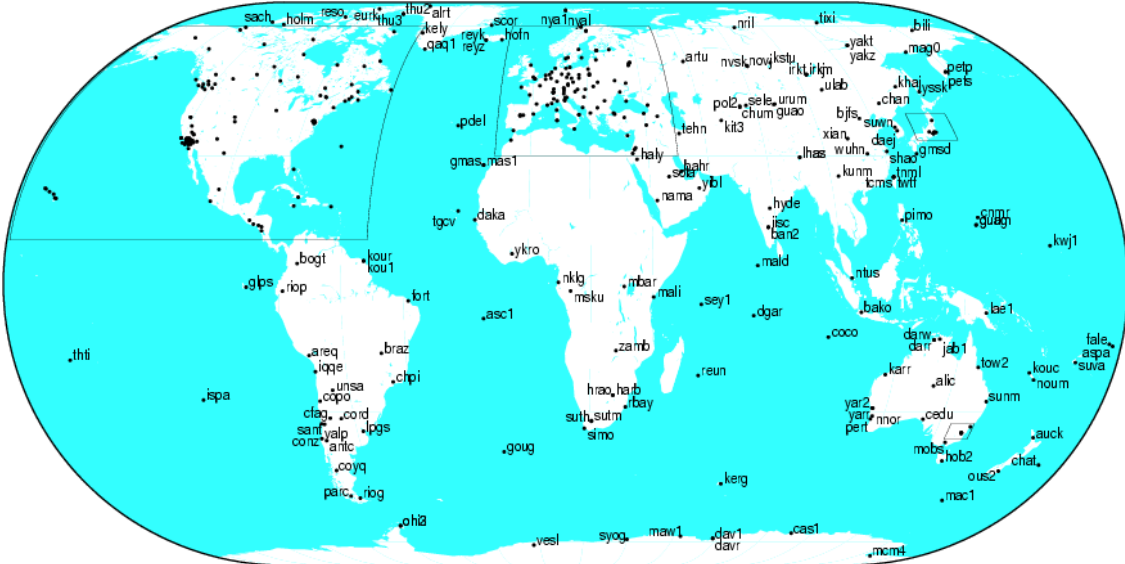 thu2 alrt
sach holm reso eurk thu3
scor nya1 nyal nril tixi
kely reyk hofn bili
qaq1 reyz yakt mag0
yakz
artu nvsk novj kstu irkt irkjm petp
pets
ulab khaj yssk
pol2 sele urum chan
chum guao bjfs
pdel kit3 suwn
tehn xian daej
gmas mas1 haly bahr lhas wuhn shao gmsd
sola kunm tnml
nama yibl tcms twtf
tgcv daka hyde pimo cnmr
jisc guam
ban2
ykro kwj1
bogt kour mald
kou1
glps riop nklg mbar ntus
fort msku mali sey1
asc1 dgar bako lae1
coco darw fale
zamb darr jab1 aspa
thti areq braz tow2 suva
iqqe reun karr kouc
chpi alic noum
ispa unsa hrao harb
copo rbay yar2 sunm
cfag cord suth sutm yarr nnor cedu
sant yalp lpgs simo pert
conz antc auck
goug mobs hob2
coyq chat
ous2
parc riog kerg mac1
cas1
vesl syog maw1 dav1
davr mcm4